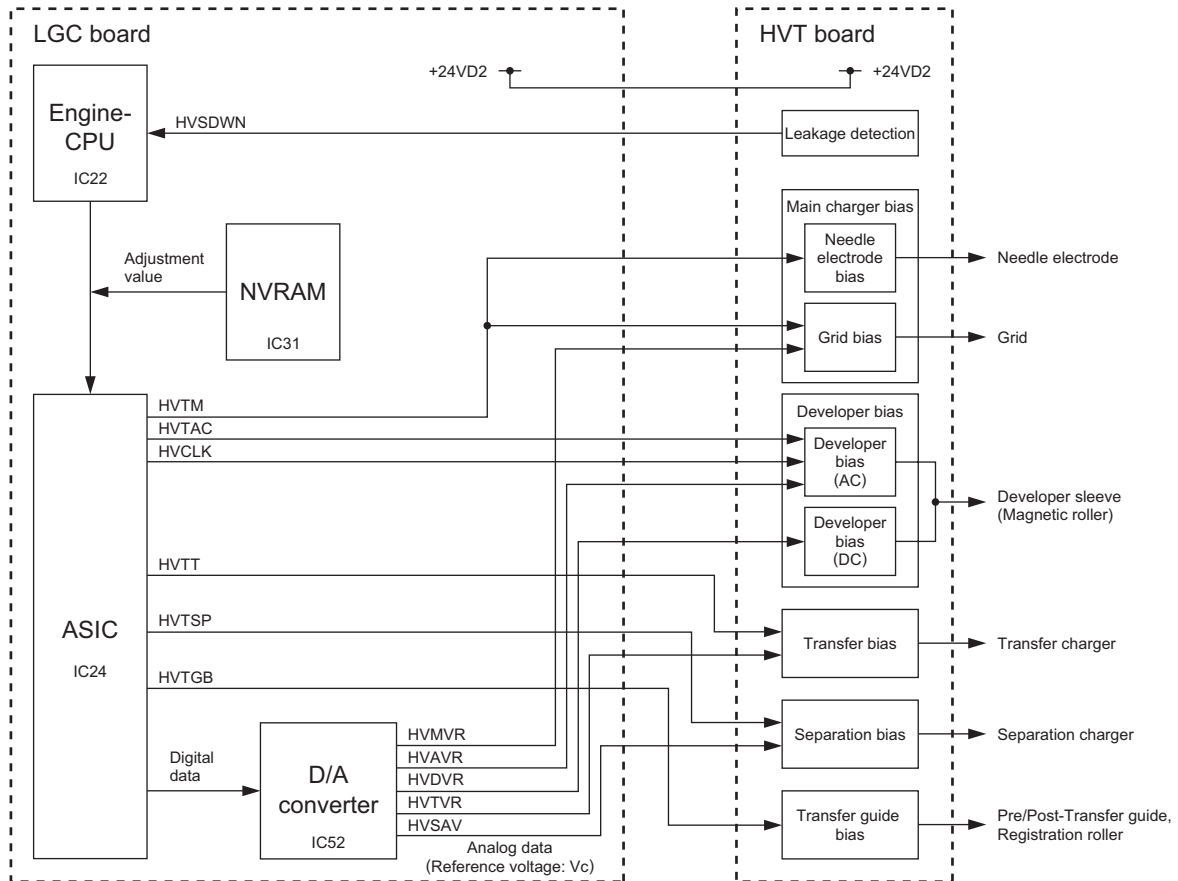 LGC board
HVT board
+24VD2
+24VD2
Engine-
CPU
IC22
HVSDWN
Leakage detection
Main charger bias
Needle
electrode
bias
Needle electrode
Adjustment
value
NVRAM
IC31
Grid bias
Grid
HVTM
HVTAC
HVCLK
Developer bias
Developer
bias
(AC)
Developer sleeve
(Magnetic roller)
Developer
bias
(DC)
HVTT
ASIC
IC24
HVTSP
Transfer bias
Transfer charger
HVTGB
HVMVR
HVAVR
HVDVR
HVTVR
HVSAV
Separation bias
Separation charger
Digital
data
D/A
converter
IC52
Analog data
(Reference voltage: Vc)
Transfer guide
bias
Pre/Post-Transfer guide,
Registration roller